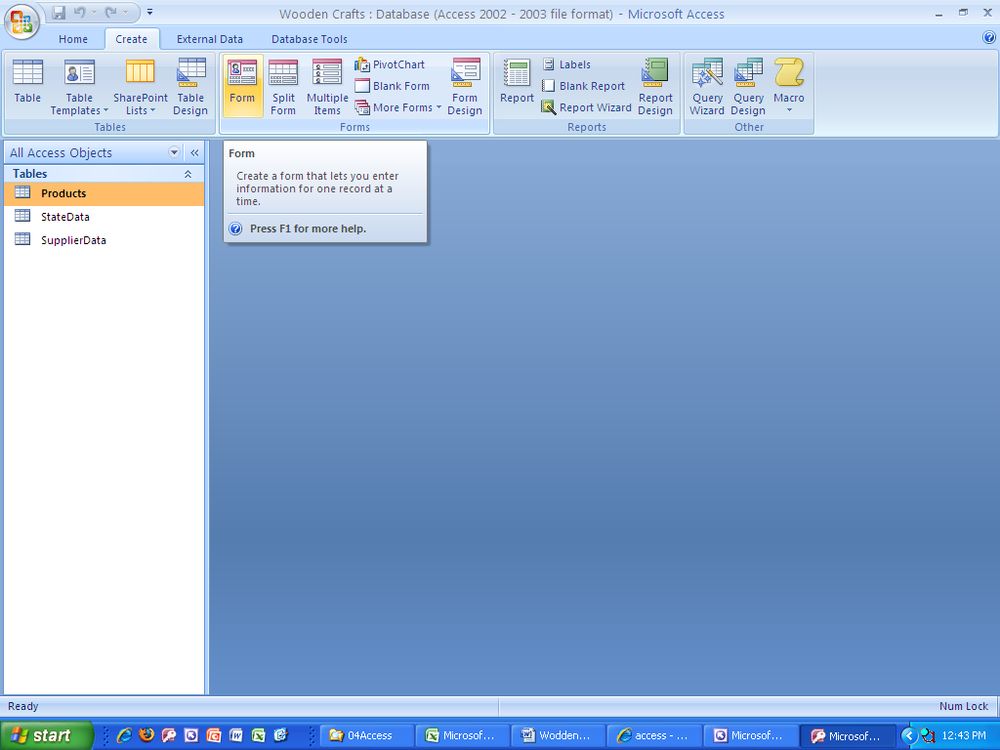 Wooden Crafts : Database (Access 2002 - 2003 file format) - Microsoft Access
Home Create External Data Database Tools
Table
Table Templates
SharePoint Lists
Table Design
Tables
Form
Split Form
Multiple Items
PivotChart
Blank Form
More Forms
Form Design
Forms
Report
Labels
Blank Report
Report Wizard
Report Design
Reports
Query Wizard
Query Design
Macro
Other
All Access Objects
Tables
Products
StateData
SupplierData
Form
Create a form that lets you enter
information for one record at a
time.
Press F1 for more help.
Ready Num Lock
start 04Access Microsof... Wodden... access - ... Microsof... Microsof... 12:43 PM